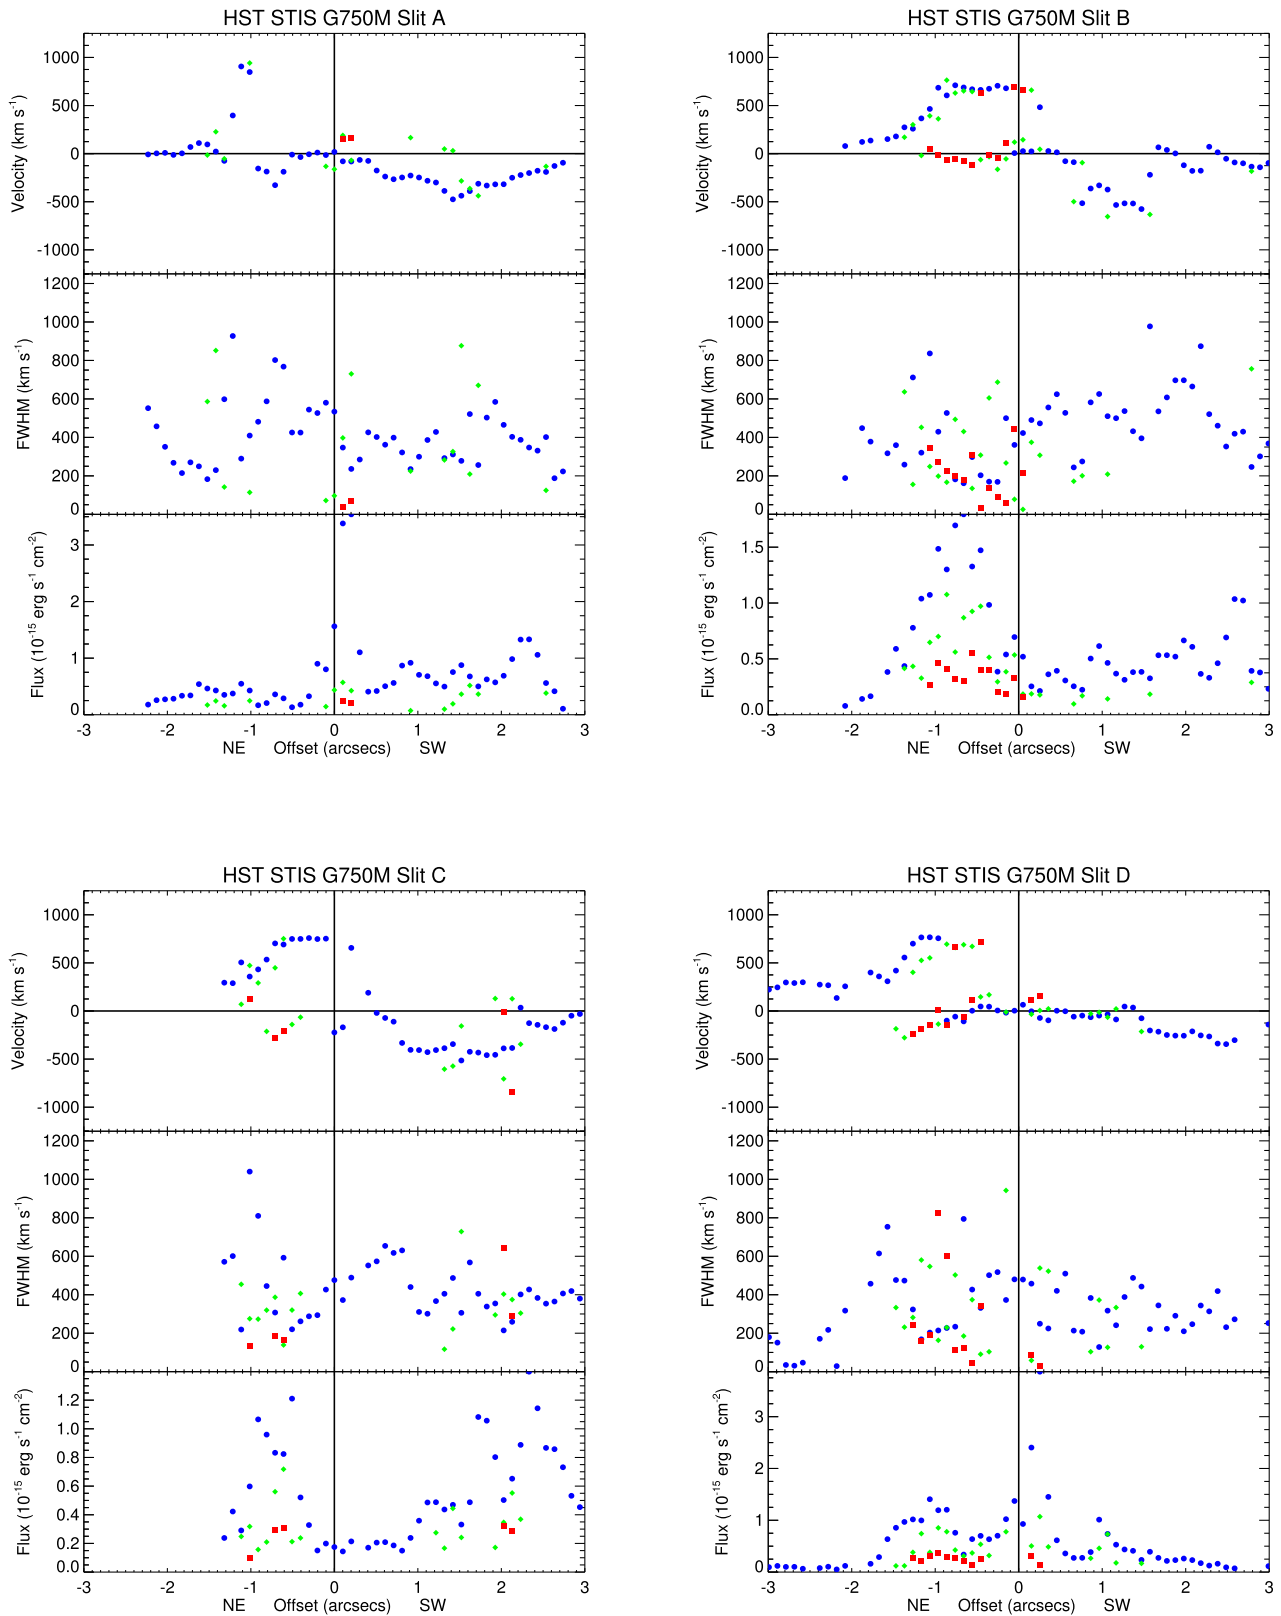 HST STIS G750M Slit A
1000
500
0
-500
-1000
Velocity (km s-1)
1200
1000
800
600
400
200
0
FWHM (km s-1)
3
2
1
Flux (10-15 erg s-1 cm-2)
-3 -2 -1 0 1 2 3
NE Offset (arcsecs) SW
HST STIS G750M Slit B
1000
500
0
-500
-1000
Velocity (km s-1)
1200
1000
800
600
400
200
0
FWHM (km s-1)
1.5
1.0
0.5
0.0
Flux (10-15 erg s-1 cm-2)
-3 -2 -1 0 1 2 3
NE Offset (arcsecs) SW
HST STIS G750M Slit C
1000
500
0
-500
-1000
Velocity (km s-1)
1200
1000
800
600
400
200
0
FWHM (km s-1)
1.2
1.0
0.8
0.6
0.4
0.2
0.0
Flux (10-15 erg s-1 cm-2)
-3 -2 -1 0 1 2 3
NE Offset (arcsecs) SW
HST STIS G750M Slit D
1000
500
0
-500
-1000
Velocity (km s-1)
1200
1000
800
600
400
200
0
FWHM (km s-1)
3
2
1
0
Flux (10-15 erg s-1 cm-2)
-3 -2 -1 0 1 2 3
NE Offset (arcsecs) SW